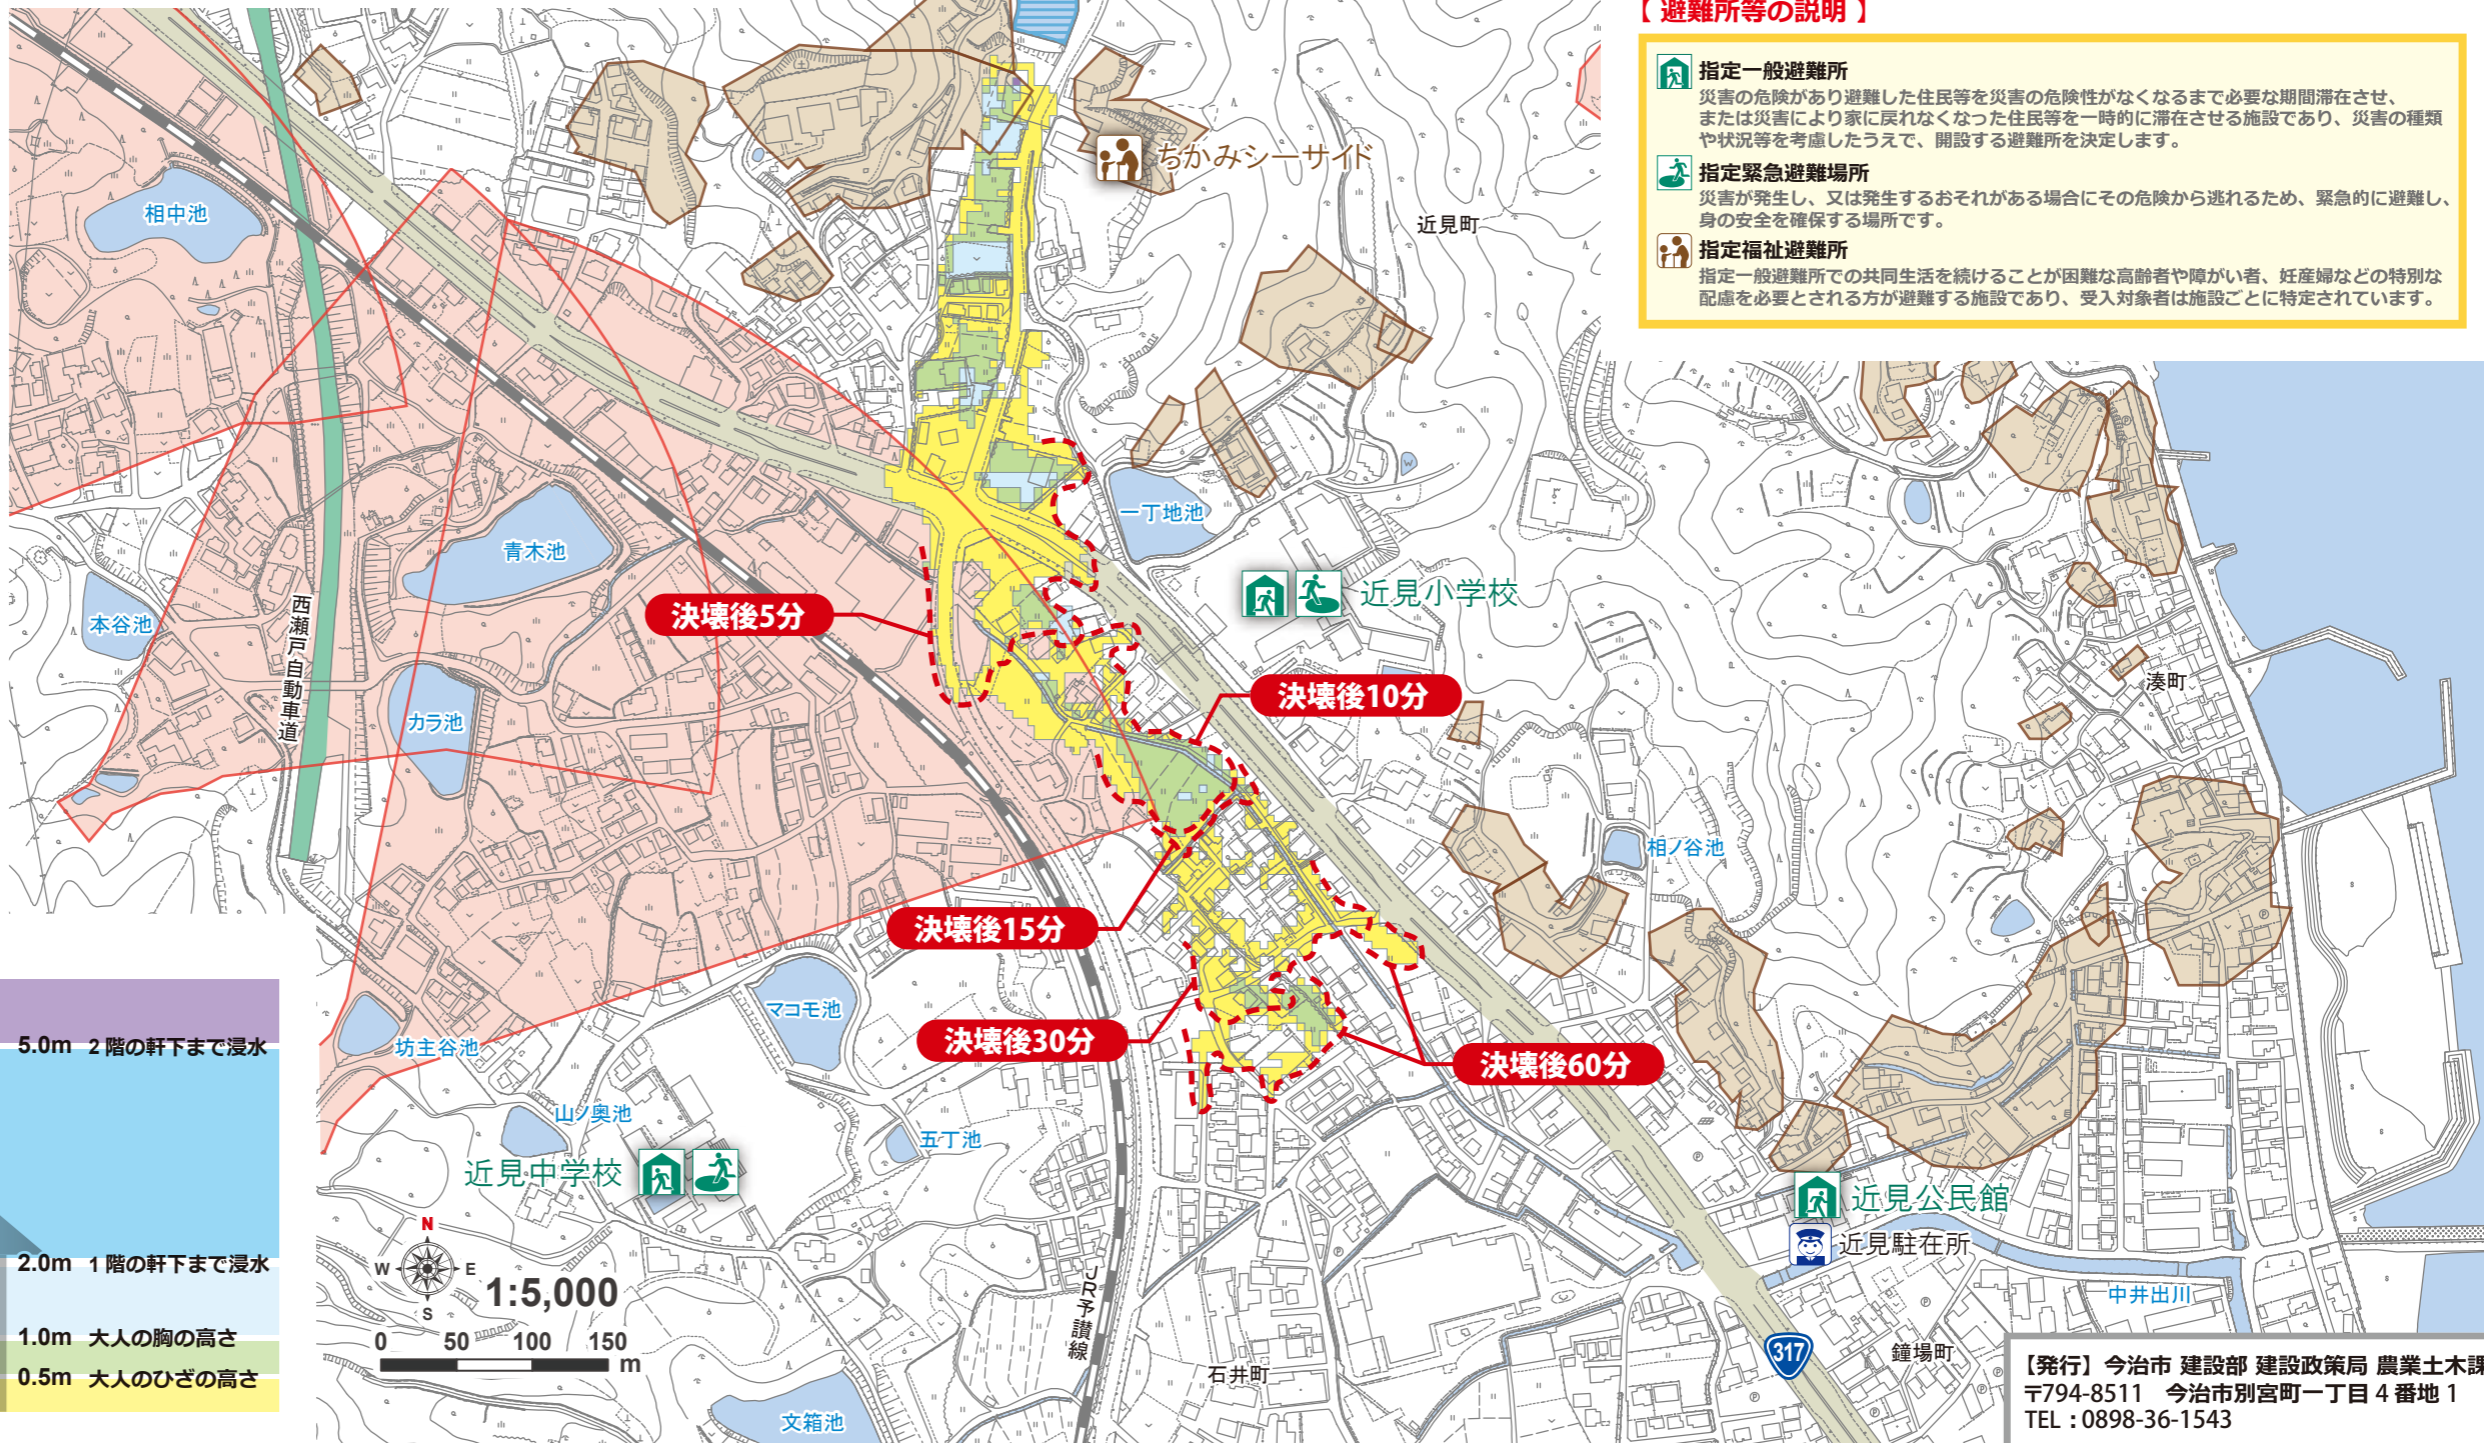 【 避難所等の説明 】
指定一般避難所
災害の危険があり避難した住民等を災害の危険性がなくなるまで必要な期間滞在させ、
または災害により家に戻れなくなった住民等を一時的に滞在させる施設であり、災害の種類
や状況等を考慮したうえで、開設する避難所を決定します。
指定緊急避難場所
災害が発生し、又は発生するおそれがある場合にその危険から逃れるため、緊急的に避難し、
身の安全を確保する場所です。
指定福祉避難所
指定一般避難所での共同生活を続けることが困難な高齢者や障がい者、妊産婦などの特別な
配慮を必要とされる方が避難する施設であり、受入対象者は施設ごとに特定されています。
ちかみシーサイド
近見町
相中池
一丁地池
青木池
近見小学校
本谷池
西瀬戸自動車道
カラ池
決壊後5分
決壊後10分
湊町
相ノ谷池
決壊後15分
マコモ池
決壊後30分
決壊後60分
坊主谷池
山ノ奥池
五丁池
近見中学校
近見公民館
近見駐在所
中井出川
JR予讃線
石井町
317
鐘場町
文箱池
5.0m 2階の軒下まで浸水
2.0m 1階の軒下まで浸水
1.0m 大人の胸の高さ
0.5m 大人のひざの高さ
N
W E
S
1:5,000
0 50 100 150
m
【発行】今治市 建設部 建設政策局 農業土木課
〒794-8511 今治市別宮町一丁目4番地1
TEL：0898-36-1543